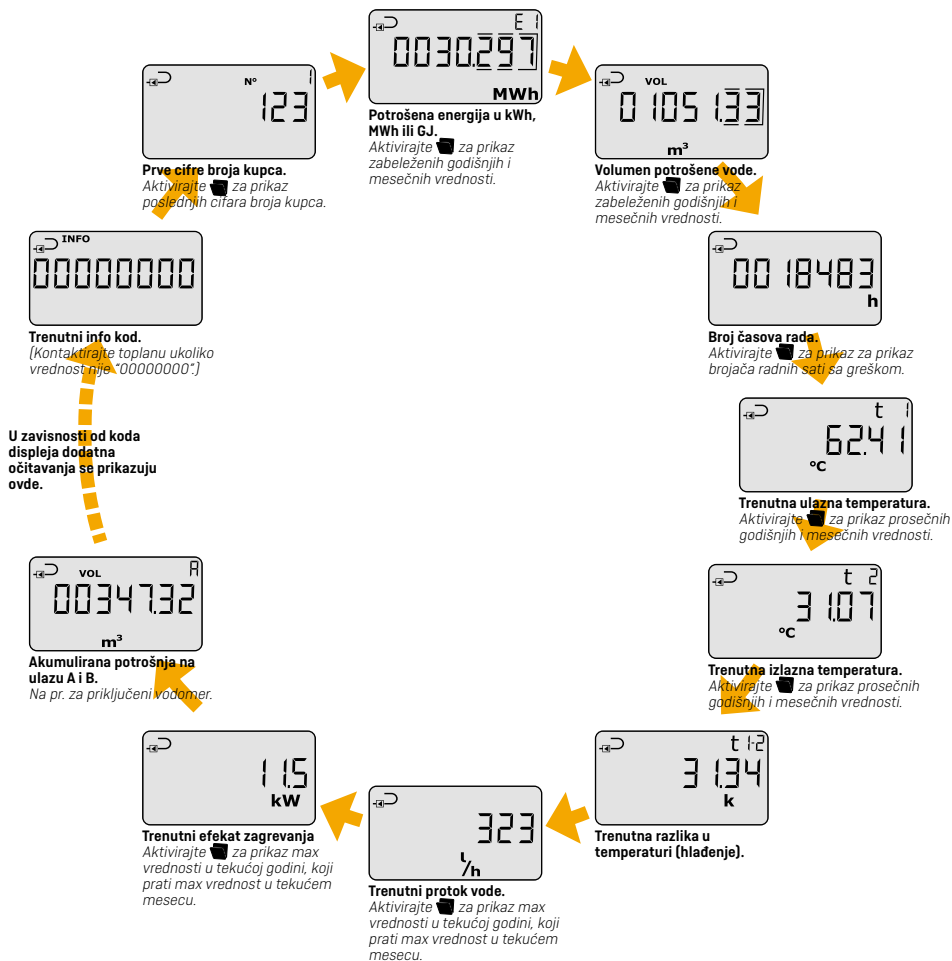 E 1
0030.297
MWh
Potrošena energija u kWh,
MWh ili GJ.
Aktivirajte za prikaz
zabeleženih godišnjih i
mesečnih vrednosti.
VOL
01051.33
m³
Volumen potrošene vode.
Aktivirajte za prikaz
zabeleženih godišnjih i
mesečnih vrednosti.
0018483
h
Broj časova rada.
Aktivirajte za prikaz za prikaz
brojača radnih sati sa greškom.
t 1
62.41
°C
Trenutna ulazna temperatura.
Aktivirajte za prikaz prosečnih
godišnjih i mesečnih vrednosti.
t 2
31.07
°C
Trenutna izlazna temperatura.
Aktivirajte za prikaz prosečnih
godišnjih i mesečnih vrednosti.
t 1-2
31.34
k
Trenutna razlika u
temperaturi (hlađenje).
323
l/h
Trenutni protok vode.
Aktivirajte za prikaz max
vrednosti u tekućoj godini, koji
prati max vrednost u tekućem
mesecu.
11.5
kW
Trenutni efekat zagrevanja
Aktivirajte za prikaz max
vrednosti u tekućoj godini, koji
prati max vrednost u tekućem
mesecu.
VOL A
00347.32
m³
Akumulirana potrošnja na
ulazu A i B.
Na pr. za priključeni vodomer.
U zavisnosti od koda
displeja dodatna
očitavanja se prikazuju
ovde.
INFO
00000000
Trenutni info kod.
(Kontaktirajte toplanu ukoliko
vrednost nije "00000000".)
N° 1
123
Prve cifre broja kupca.
Aktivirajte za prikaz
poslednjih cifara broja kupca.